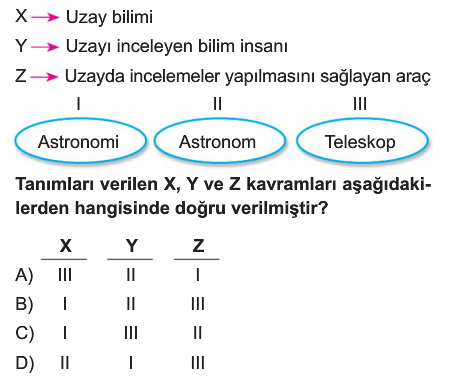 X → Uzay bilimi
Y → Uzayı inceleyen bilim insanı
Z → Uzayda incelemeler yapılmasını sağlayan araç
I II III
Astronomi Astronom Teleskop
Tanımları verilen X, Y ve Z kavramları aşağıdaki-
lerden hangisinde doğru verilmiştir?
X Y Z
A) III II I
B) I II III
C) I III II
D) II I III